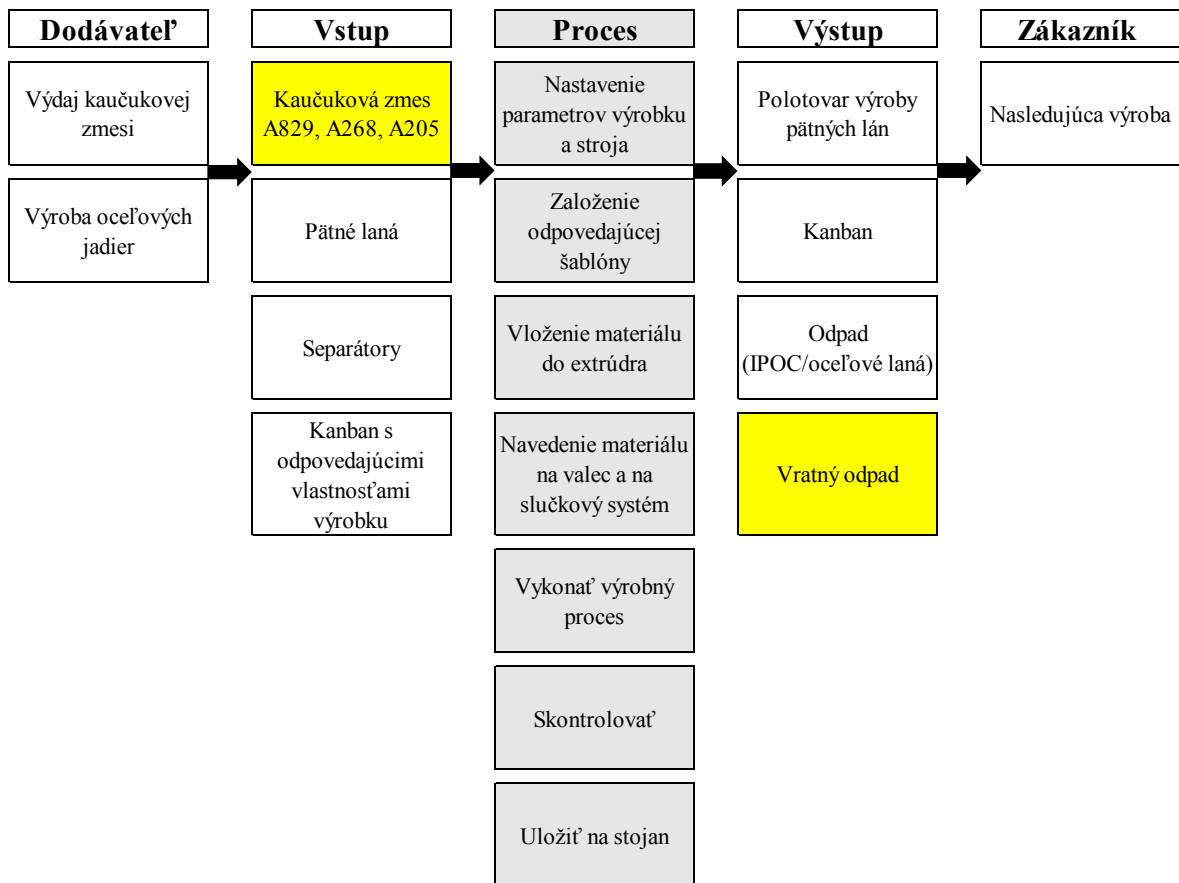 Dodávateľ
Vstup
Proces
Výstup
Zákazník
Výdaj kaučukovej
zmesi
Výroba oceľových
jadier
Kaučuková zmes
A829, A268, A205
Pätné laná
Separátory
Kanban s
odpovedajúcimi
vlastnosťami
výrobku
Nastavenie
parametrov výrobku
a stroja
Založenie
odpovedajúcej
šablóny
Vloženie materiálu
do extrúdra
Navedenie materiálu
na valec a na
slučkový systém
Vykonať výrobný
proces
Skontrolovať
Uložiť na stojan
Polotovar výroby
pätných lán
Kanban
Odpad
(IPOC/oceľové laná)
Vratný odpad
Nasledujúca výroba